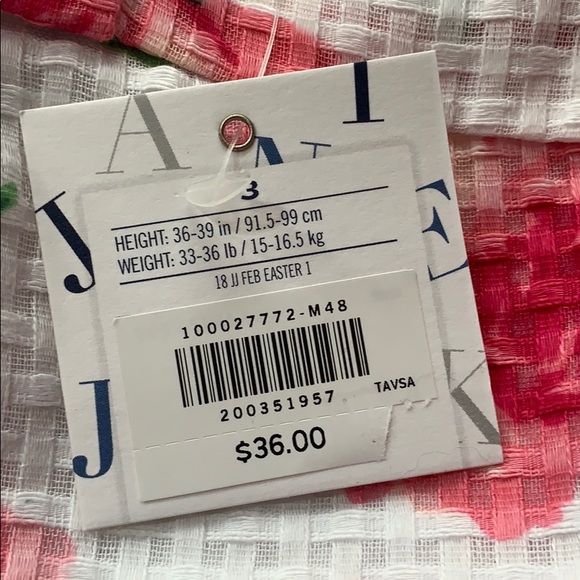 A I
N
3
J
HEIGHT: 36-39 in / 91.5-99 cm
WEIGHT: 33-36 lb / 15-16.5 kg
E
18 JJ FEB EASTER 1
100027772-M48
200351957
TAVSA
J
K
$36.00